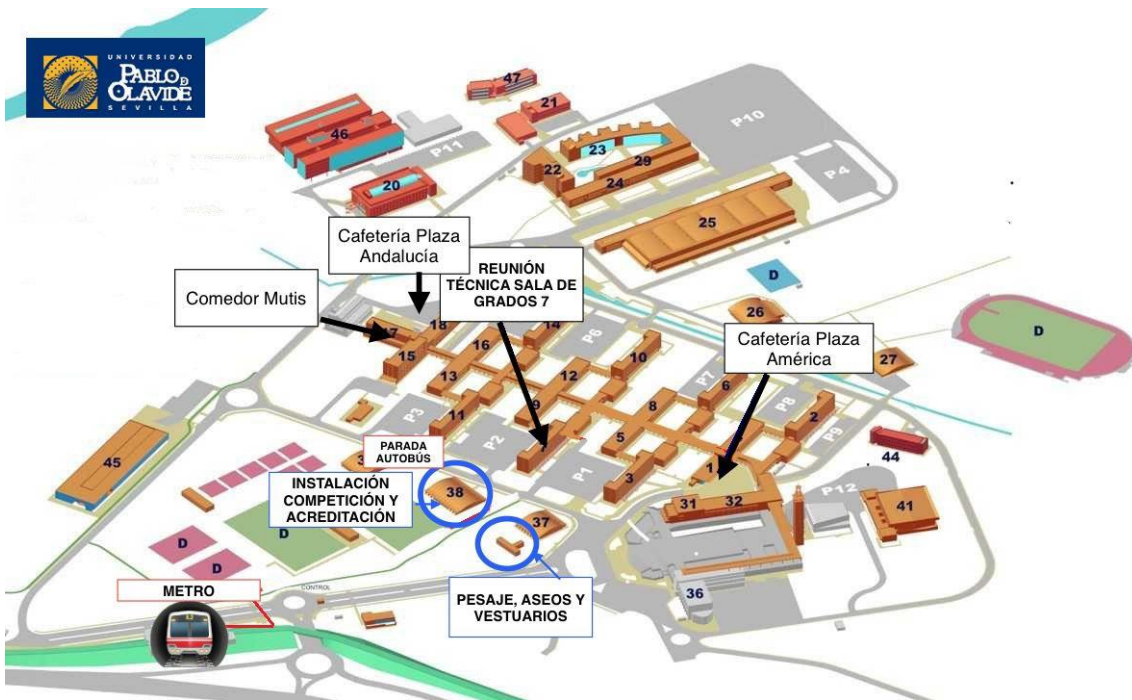 UNIVERSIDAD
PABLO D
OLAVIDE
SEVILLA
47
21
46
P11
P10
23
29
22
24
P4
20
25
Cafetería Plaza
Andalucía
REUNIÓN
TÉCNICA SALA DE
GRADOS 7
Comedor Mutis
D
D
26
27
Cafetería Plaza
América
17
18
14
P6
15
16
10
13
12
P7
6
P3
11
9
8
P8
2
P2
7
5
P9
45
P1
3
1
44
PARADA
AUTOBÚS
INSTALACIÓN
COMPETICIÓN Y
ACREDITACIÓN
38
31
32
P12
41
37
D
D
D
36
METRO
CONTROL
PESAJE, ASEOS Y
VESTUARIOS